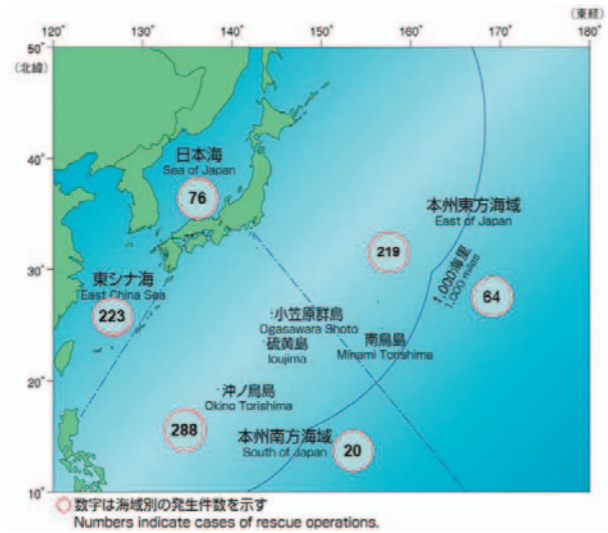 (東経)
120° 130° 140° 150° 160° 170° 180°
50°
(北緯)
40°
30°
20°
10°
日本海
Sea of Japan
76
本州東方海域
East of Japan
219
1,000海里
1,000 miles
64
東シナ海
East China Sea
223
小笠原群島
Ogasawara Shoto
硫黄島
Ioujima
南鳥島
Minami Torishima
沖ノ鳥島
Okino Torishima
288
本州南方海域
South of Japan
20
数字は海域別の発生件数を示す
Numbers indicate cases of rescue operations.